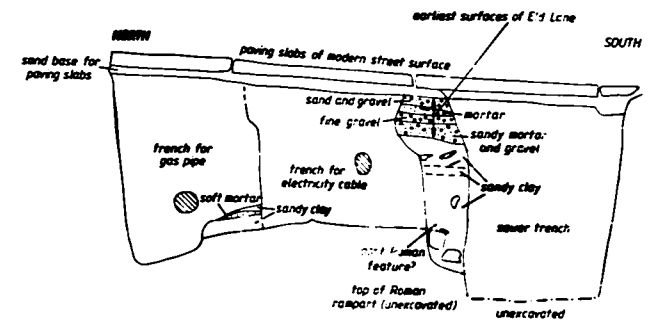 earliest surfaces of Eld Lane
NORTH
SOUTH
paving slabs of modern street surface
sand base for
paving slabs
sand and gravel
mortar
fine gravel
sandy mortar
and gravel
trench for
gas pipe
trench for
electricity cable
sandy clay
soft mortar
sandy clay
sewer trench
Roman
feature?
top of Roman
rampart (unexcavated)
unexcavated